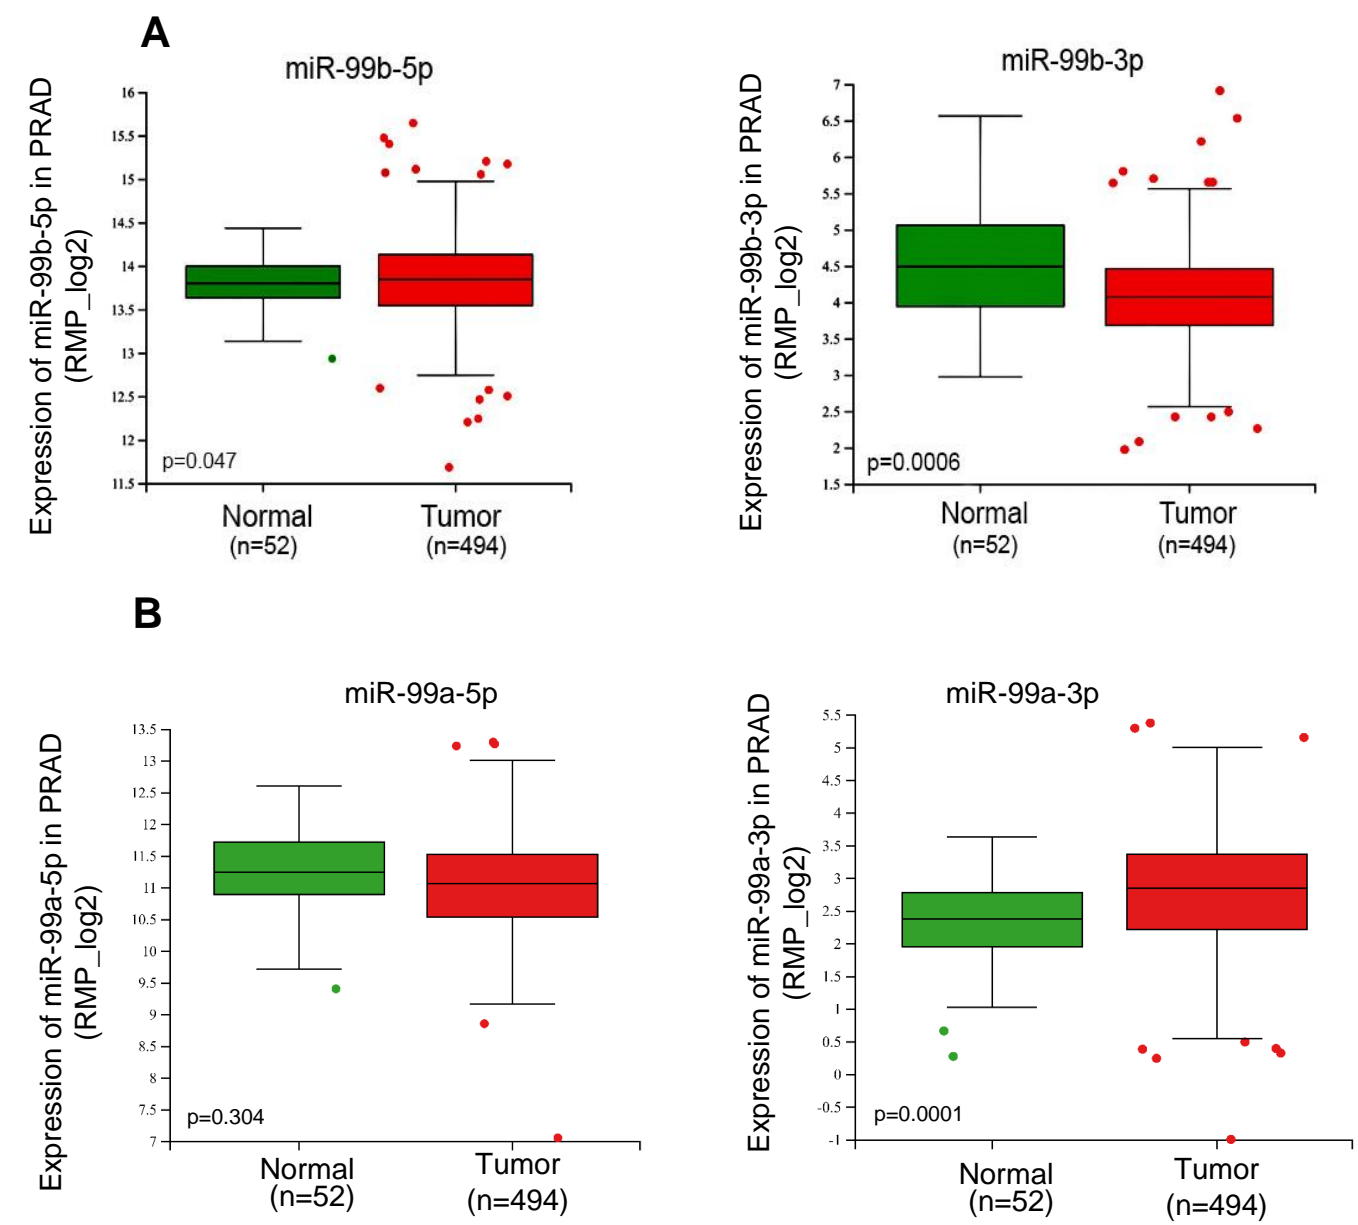 A
miR-99b-5p
Expression of miR-99b-5p in PRAD
(RMP_log2)
16
15.5
15
14.5
14
13.5
13
12.5
12
11.5
p=0.047
Normal
(n=52)
Tumor
(n=494)
miR-99b-3p
Expression of miR-99b-3p in PRAD
(RMP_log2)
7
6.5
6
5.5
5
4.5
4
3.5
3
2.5
2
1.5
p=0.0006
Normal
(n=52)
Tumor
(n=494)
B
miR-99a-5p
Expression of miR-99a-5p in PRAD
(RMP_log2)
13.5
13
12.5
12
11.5
11
10.5
10
9.5
9
8.5
8
7.5
7
p=0.304
Normal
(n=52)
Tumor
(n=494)
miR-99a-3p
Expression of miR-99a-3p in PRAD
(RMP_log2)
5.5
5
4.5
4
3.5
3
2.5
2
1.5
1
0.5
0
-0.5
-1
p=0.0001
Normal
(n=52)
Tumor
(n=494)